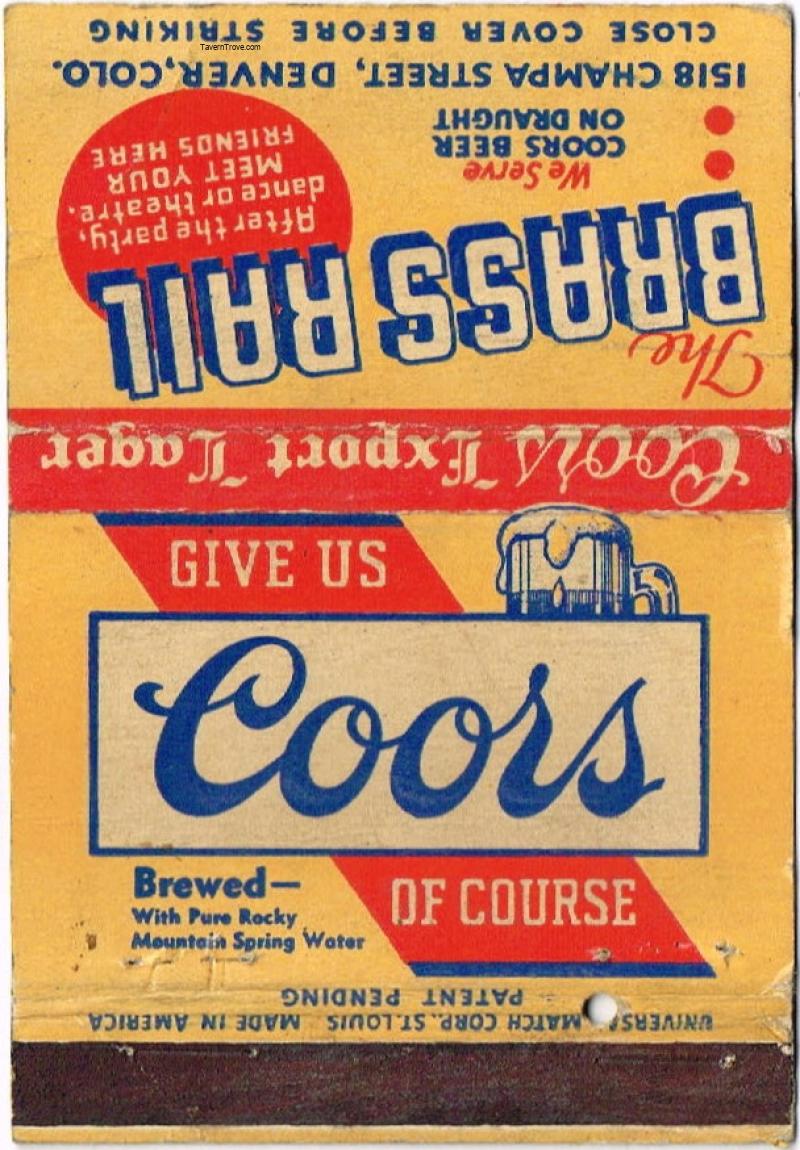 CLOSE COVER BEFORE STRIKING
TavernTrove.com
1518 CHAMPA STREET, DENVER, COLO.
We Serve
COORS BEER
ON DRAUGHT
After the party,
dance or theatre,
MEET YOUR
FRIENDS HERE
The
BRASS RAIL
Coors Export Lager
GIVE US
Coors
OF COURSE
Brewed—
With Pure Rocky
Mountain Spring Water
UNIVERSAL MATCH CORP., ST. LOUIS MADE IN AMERICA
PATENT PENDING